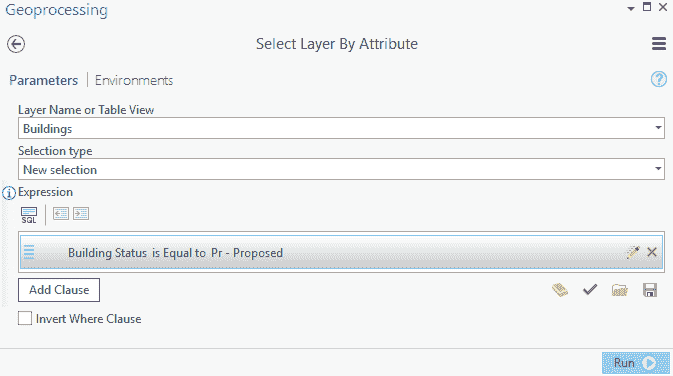 Geoprocessing
Select Layer By Attribute
Parameters | Environments
Layer Name or Table View
Buildings
Selection type
New selection
Expression
SQL
Building Status is Equal to Pr - Proposed
Add Clause
Invert Where Clause
Run